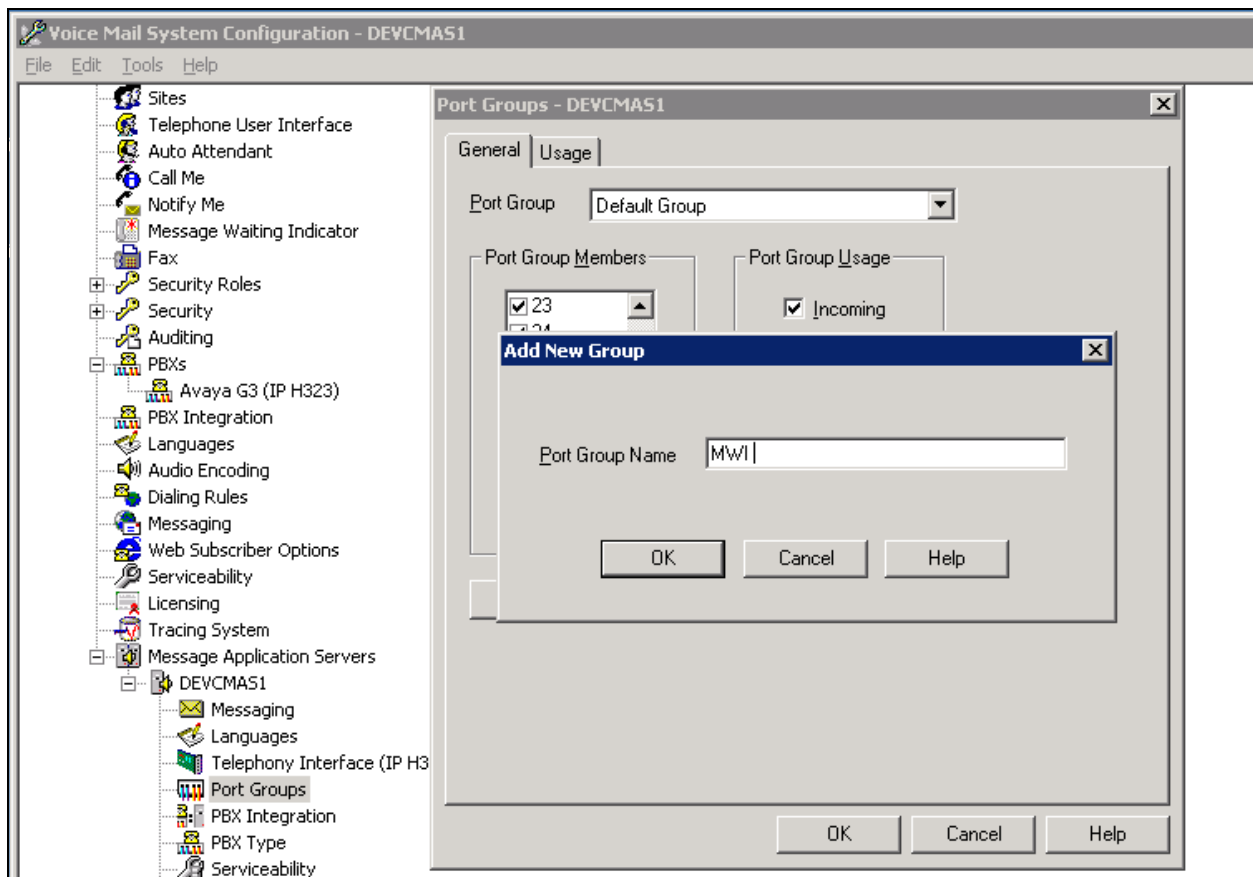 Voice Mail System Configuration - DEVCMAS1
File Edit Tools Help
Sites
Telephone User Interface
Auto Attendant
Call Me
Notify Me
Message Waiting Indicator
Fax
Security Roles
Security
Auditing
PBXs
Avaya G3 (IP H323)
PBX Integration
Languages
Audio Encoding
Dialing Rules
Messaging
Web Subscriber Options
Serviceability
Licensing
Tracing System
Message Application Servers
DEVCMAS1
Messaging
Languages
Telephony Interface (IP H3
Port Groups
PBX Integration
PBX Type
Serviceability
Port Groups - DEVCMAS1
General Usage
Port Group Default Group
Port Group Members
23
Port Group Usage
Incoming
Add New Group
Port Group Name MWI
OK Cancel Help
OK Cancel Help